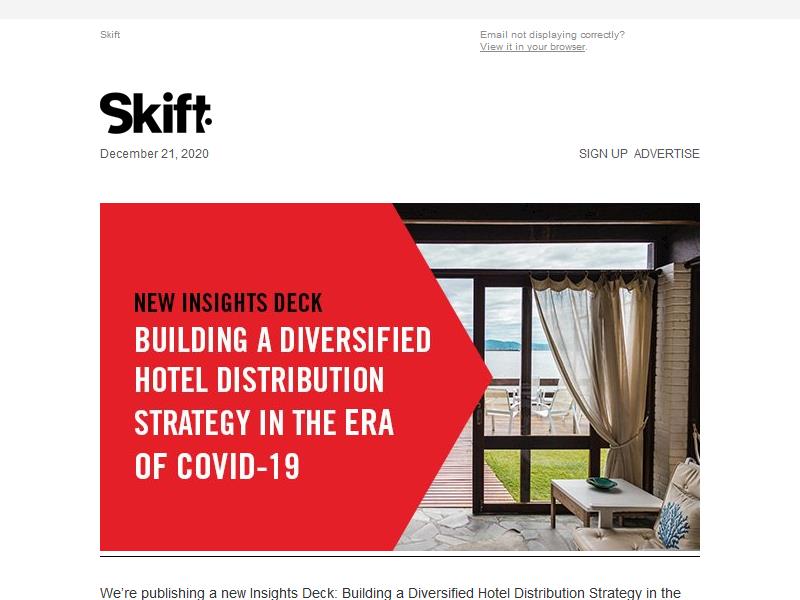 Skift
Email not displaying correctly?
View it in your browser.
Skift
December 21, 2020
SIGN UP ADVERTISE
NEW INSIGHTS DECK
BUILDING A DIVERSIFIED
HOTEL DISTRIBUTION
STRATEGY IN THE ERA
OF COVID-19
We’re publishing a new Insights Deck: Building a Diversified Hotel Distribution Strategy in the